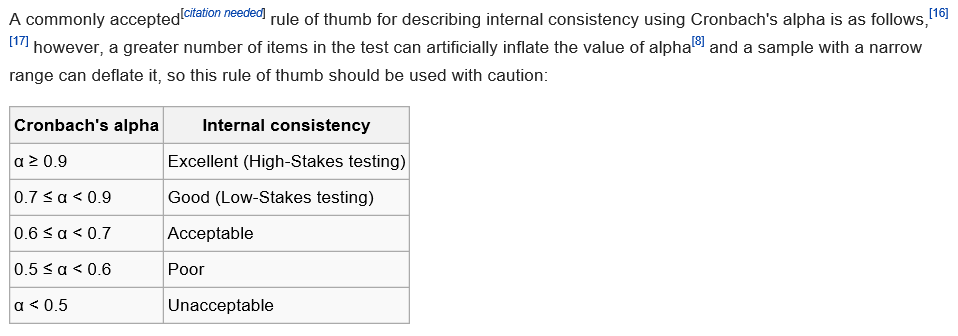 A commonly accepted[citation needed] rule of thumb for describing internal consistency using Cronbach's alpha is as follows,[16]
[17] however, a greater number of items in the test can artificially inflate the value of alpha[8] and a sample with a narrow
range can deflate it, so this rule of thumb should be used with caution:
Cronbach's alpha Internal consistency
α ≥ 0.9 Excellent (High-Stakes testing)
0.7 ≤ α < 0.9 Good (Low-Stakes testing)
0.6 ≤ α < 0.7 Acceptable
0.5 ≤ α < 0.6 Poor
α < 0.5 Unacceptable